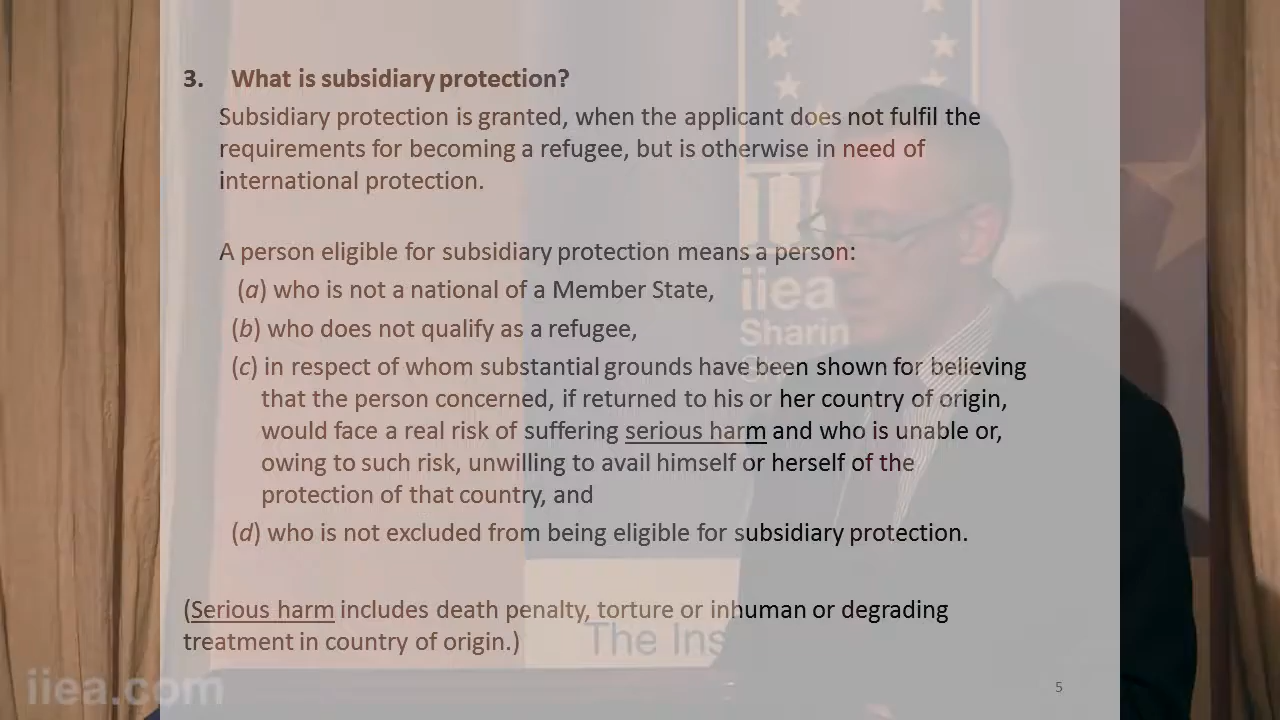 3. What is subsidiary protection?
Subsidiary protection is granted, when the applicant does not fulfil the
requirements for becoming a refugee, but is otherwise in need of
international protection.
A person eligible for subsidiary protection means a person:
(a) who is not a national of a Member State,
(b) who does not qualify as a refugee,
(c) in respect of whom substantial grounds have been shown for believing
that the person concerned, if returned to his or her country of origin,
would face a real risk of suffering serious harm and who is unable or,
owing to such risk, unwilling to avail himself or herself of the
protection of that country, and
(d) who is not excluded from being eligible for subsidiary protection.
(Serious harm includes death penalty, torture or inhuman or degrading
treatment in country of origin.)
5
iiea
Sharin
The Ins
iiea.com